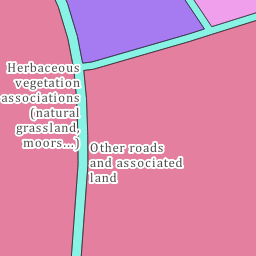 Herbaceous
vegetation
associations
(natural
grassland,
moors...)
Other roads
and associated
land